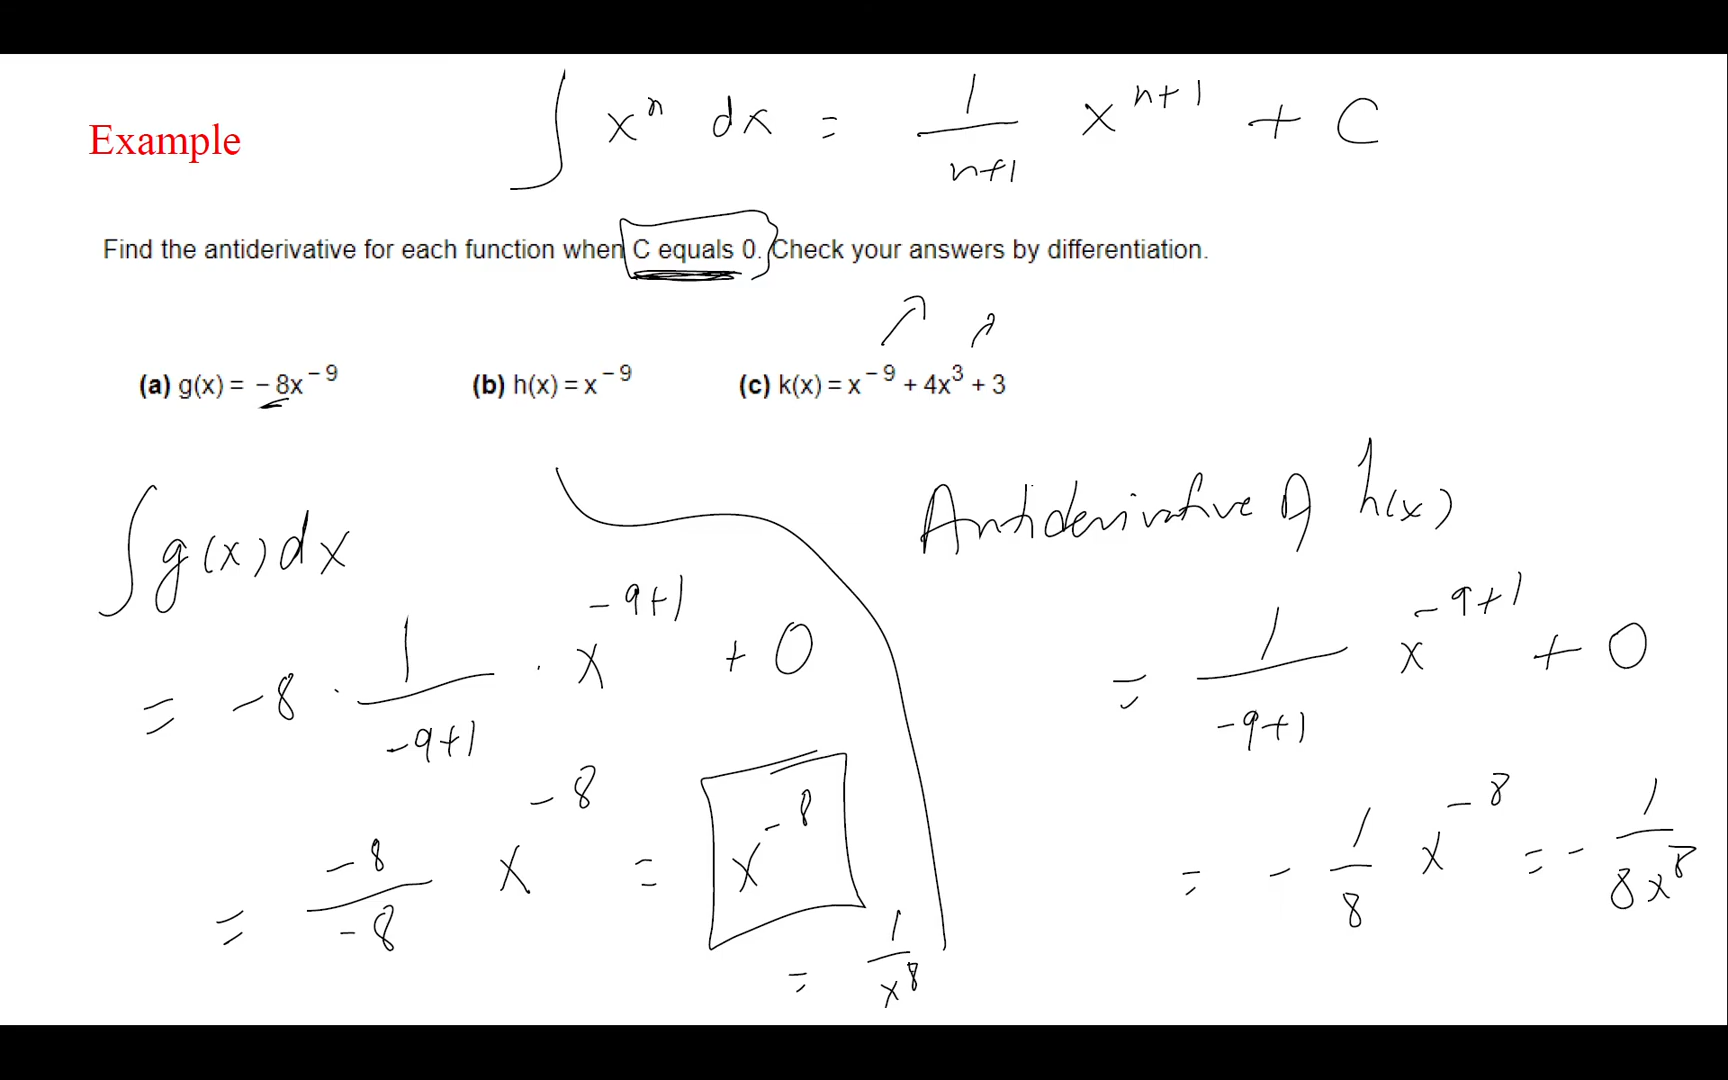 ∫ xⁿ dx = 1/(n+1) x^(n+1) + C
Example
Find the antiderivative for each function when C equals 0. Check your answers by differentiation.
(a) g(x) = − 8x^(− 9) (b) h(x) = x^(− 9) (c) k(x) = x^(− 9) + 4x³ + 3
∫ g(x) dx
= −8 · 1/(−9+1) · x^(−9+1) + 0
= −8/−8 x^(−8) = x^(−8)
= 1/x⁸
Antiderivative of h(x)
= 1/(−9+1) x^(−9+1) + 0
= − 1/8 x^(−8) = − 1/(8x⁸)